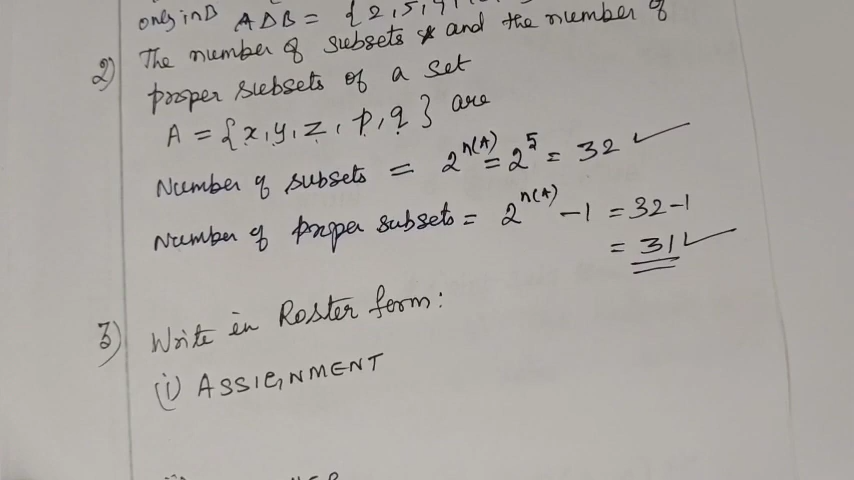 only in B A Δ B = { 2, 5,
2) The number of subsets & and the number of
proper subsets of a set
A = {x, y, z, p, q } are
Number of subsets = 2^n(A) = 2^5 = 32 ✓
Number of proper subsets = 2^n(A) - 1 = 32-1
= 31 ✓
3) Write in Roster form:
(i) ASSIGNMENT